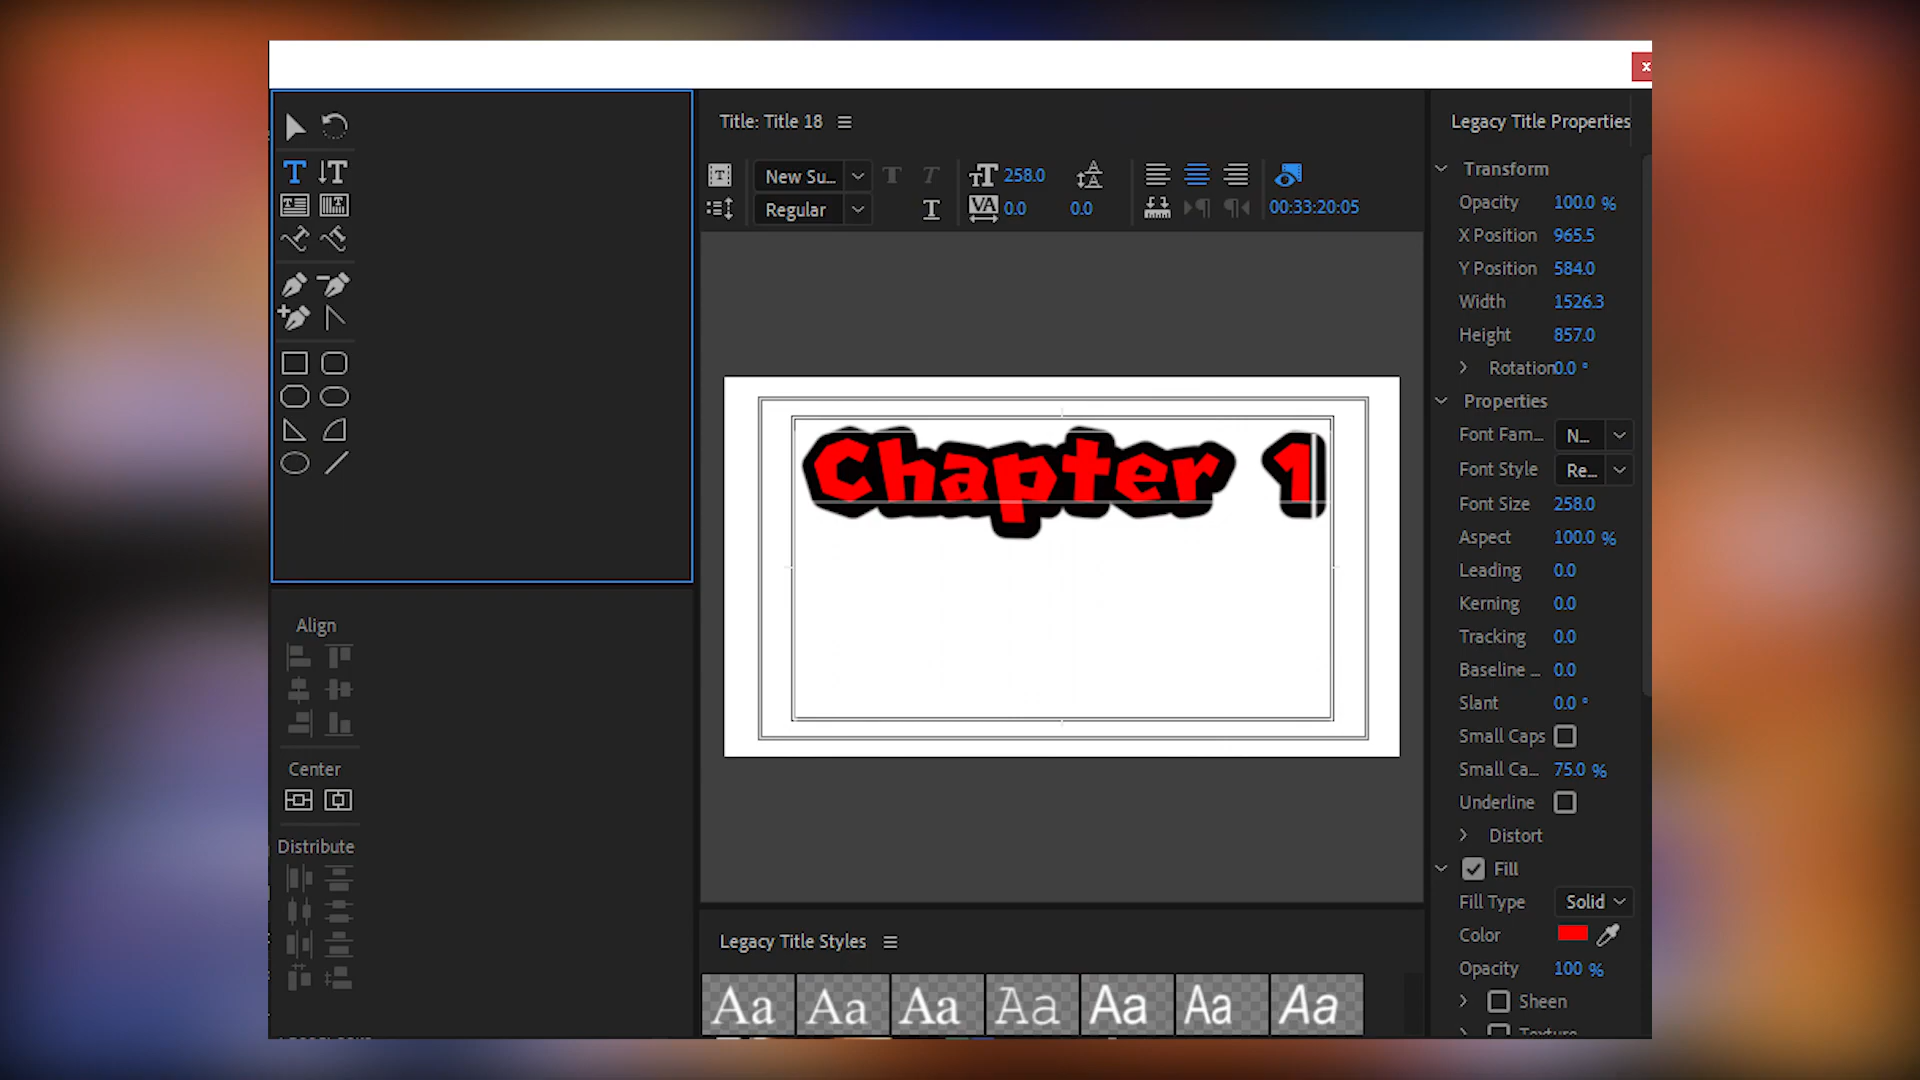 x
Title: Title 18
New Su...
Regular
258.0
0.0
0.0
00:33:20:05
Chapter 1
Align
Center
Distribute
Legacy Title Styles
Aa Aa Aa Aa Aa Aa Aa
Legacy Title Properties
Transform
Opacity 100.0 %
X Position 965.5
Y Position 584.0
Width 1526.3
Height 857.0
Rotation 0.0 °
Properties
Font Fam... N...
Font Style Re...
Font Size 258.0
Aspect 100.0 %
Leading 0.0
Kerning 0.0
Tracking 0.0
Baseline ... 0.0
Slant 0.0 °
Small Caps
Small Ca... 75.0 %
Underline
Distort
Fill
Fill Type Solid
Color
Opacity 100 %
Sheen
Texture